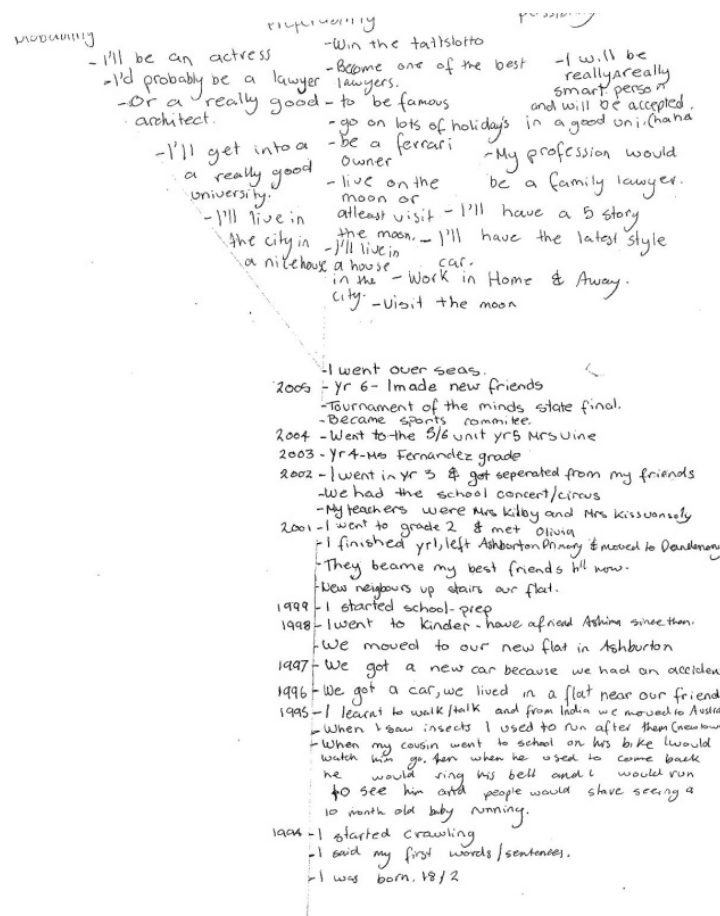 Probability
Preferability
Possibility
- I'll be an actress
- I'd probably be a lawyer
- Or a really good
architect.
- I'll get into a
a really good
university.
- I'll live in
the city in
a nice house
- Win the tattslotto
- Become one of the best
lawyers.
- to be famous
- go on lots of holidays
- be a ferrari
owner
- live on the
moon or
atleast visit
the moon.
- I'll live in
a house
in the
city.
- I will be
really really
smart person
and will be accepted
in a good uni.
- My profession would
be a family lawyer.
- I'll have a 5 story
- I'll have the latest style
car.
- Work in Home & Away.
- Visit the moon
- I went over seas.
2005 - Yr 6 - I made new friends
- Tournament of the minds state final.
- Became sports commitee.
2004 - Went to the 5/6 unit yr5 Mrs Vine
2003 - Yr 4 - Ms Fernandez grade
2002 - I went in yr 3 & got seperated from my friends
- We had the school concert/circus
- My teachers were Mrs Kilby and Mrs
2001 - I went to grade 2 & met Olivia
- I finished yr1, left Ashburton Primary & moved to Dandenong
- They became my best friends till now.
- New neigbours up stairs our flat.
1999 - I started school - prep
1998 - I went to kinder - have a friend Ashima since then.
- We moved to our new flat in Ashburton
1997 - We got a new car because we had an acciden
1996 - We got a car, we lived in a flat near our friend
1995 - I learnt to walk/talk and from India we moved to Austra
- When I saw insects I used to run after them
- When my cousin went to school on his bike I would
watch him go, then when he used to come back
he would ring his bell and I would run
to see him and people would stare seeing a
10 month old baby running.
1994 - I started crawling
- I said my first words/sentences.
- I was born. 18/2